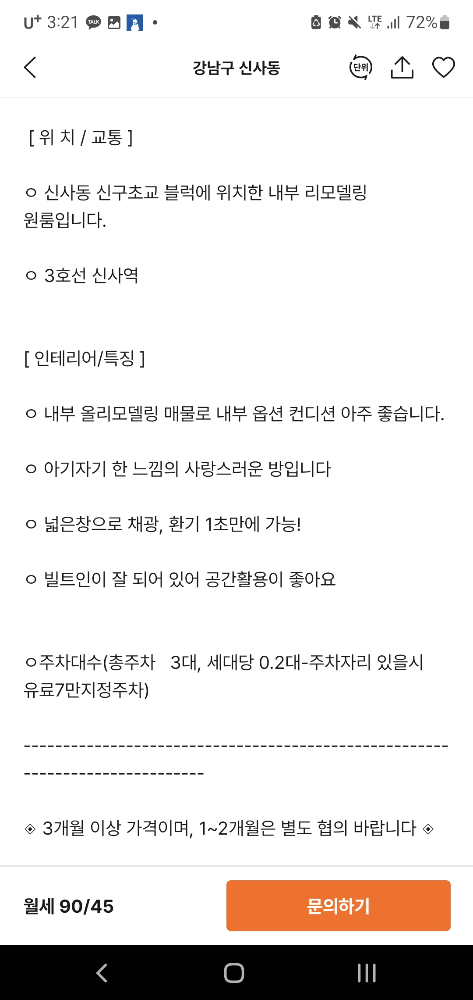 U+ 3:21 TALK LTE 72%
강남구 신사동 단위
[ 위 치 / 교통 ]
ㅇ 신사동 신구초교 블럭에 위치한 내부 리모델링
원룸입니다.
ㅇ 3호선 신사역
[ 인테리어/특징 ]
ㅇ 내부 올리모델링 매물로 내부 옵션 컨디션 아주 좋습니다.
ㅇ 아기자기 한 느낌의 사랑스러운 방입니다
ㅇ 넓은창으로 채광, 환기 1초만에 가능!
ㅇ 빌트인이 잘 되어 있어 공간활용이 좋아요
ㅇ주차대수(총주차   3대, 세대당 0.2대-주차자리 있을시
유료7만지정주차)
------------------------------------------------------
-----------------------
◈ 3개월 이상 가격이며, 1~2개월은 별도 협의 바랍니다 ◈
월세 90/45 문의하기